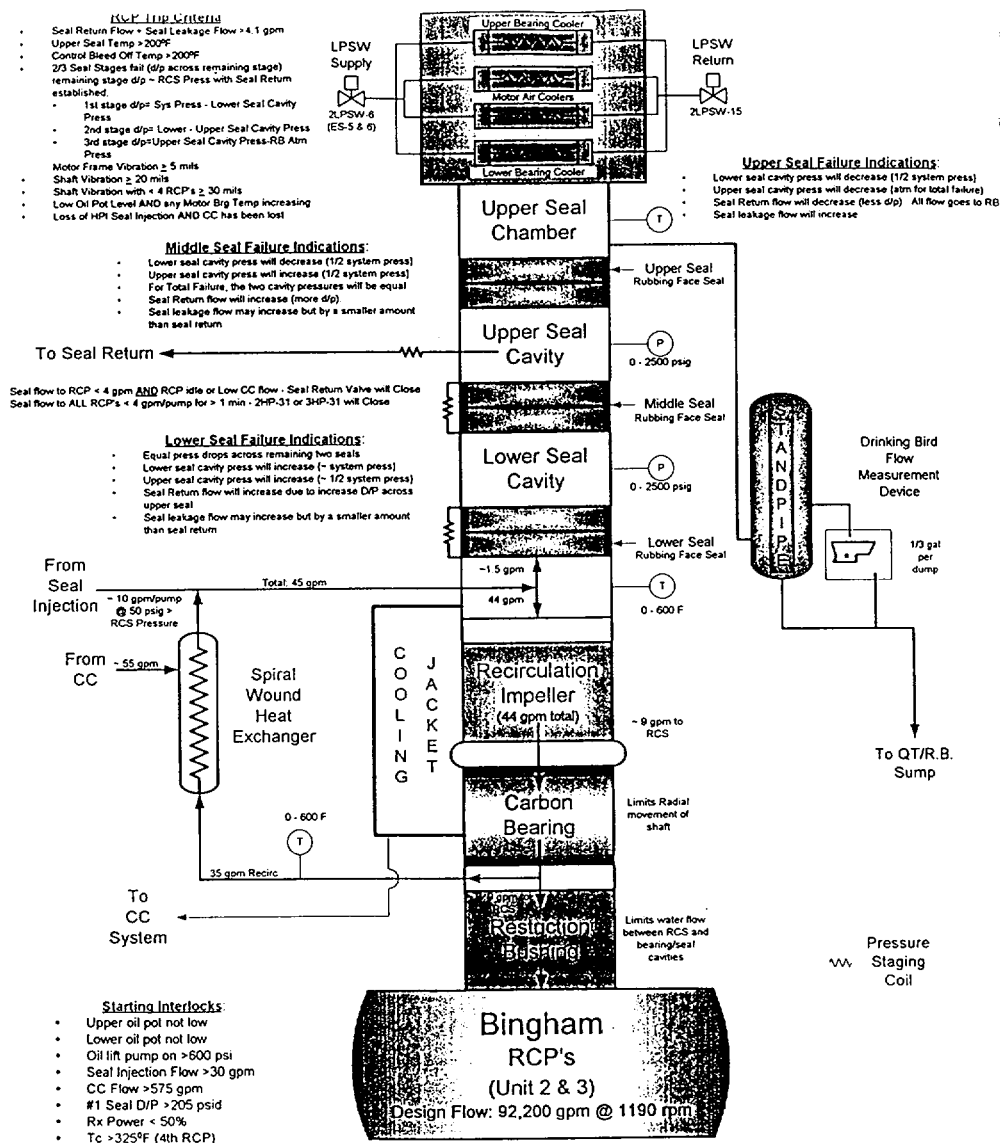 RCP Trip Criteria
Seal Return Flow + Seal Leakage Flow >4.1 gpm
Upper Seal Temp >200ºF
Control Bleed Off Temp >200ºF
2/3 Seal Stages fail (d/p across remaining stage)
remaining stage d/p ~ RCS Press with Seal Return
established.
1st stage d/p= Sys Press - Lower Seal Cavity
Press
2nd stage d/p= Lower - Upper Seal Cavity Press
3rd stage d/p=Upper Seal Cavity Press-RB Atm
Press
Motor Frame Vibration ≥ 5 mils
Shaft Vibration ≥ 20 mils
Shaft Vibration with < 4 RCP's ≥ 30 mils
Low Oil Pot Level AND any Motor Brg Temp increasing
Loss of HPI Seal Injection AND CC has been lost
LPSW
Supply
2LPSW-6
(ES-5 & 6)
Upper Bearing Cooler
Motor Air Coolers
Lower Bearing Cooler
LPSW
Return
2LPSW-15
Upper Seal Failure Indications:
Lower seal cavity press will decrease (1/2 system press)
Upper seal cavity press will decrease (atm for total failure)
Seal Return flow will decrease (less d/p) All flow goes to RB
Seal leakage flow will increase
Upper Seal
Chamber
T
Middle Seal Failure Indications:
Lower seal cavity press will decrease (1/2 system press)
Upper seal cavity press will increase (1/2 system press)
For Total Failure, the two cavity pressures will be equal
Seal Return flow will increase (more d/p)
Seal leakage flow may increase but by a smaller amount
than seal return
Upper Seal
Rubbing Face Seal
To Seal Return
Upper Seal
Cavity
P
0 - 2500 psig
Seal flow to RCP < 4 gpm AND RCP idle or Low CC flow - Seal Return Valve will Close
Seal flow to ALL RCP's < 4 gpm/pump for > 1 min - 2HP-31 or 3HP-31 will Close
Middle Seal
Rubbing Face Seal
Lower Seal Failure Indications:
Equal press drops across remaining two seals
Lower seal cavity press will increase (~ system press)
Upper seal cavity press will increase (~ 1/2 system press)
Seal Return flow will increase due to increase D/P across
upper seal
Seal leakage flow may increase but by a smaller amount
than seal return
Lower Seal
Cavity
P
0 - 2500 psig
STANDPIPE
Drinking Bird
Flow
Measurement
Device
1/3 gal
per
dump
Lower Seal
Rubbing Face Seal
From
Seal
Injection
Total: 45 gpm
~ 10 gpm/pump
@ 50 psig >
RCS Pressure
~1.5 gpm
44 gpm
T
0 - 600 F
From
CC
~ 55 gpm
Spiral
Wound
Heat
Exchanger
COOLING
JACKET
Recirculation
Impeller
(44 gpm total)
~ 9 gpm to
RCS
To QT/R.B.
Sump
Carbon
Bearing
Limits Radial
movement of
shaft
0 - 600 F
T
35 gpm Recirc
To
CC
System
gpm
RCS
Restriction
Bushing
Limits water flow
between RCS and
bearing/seal
cavities
Pressure
Staging
Coil
Starting Interlocks:
Upper oil pot not low
Lower oil pot not low
Oil lift pump on >600 psi
Seal Injection Flow >30 gpm
CC Flow >575 gpm
#1 Seal D/P >205 psid
Rx Power < 50%
Tc >325ºF (4th RCP)
Bingham
RCP's
(Unit 2 & 3)
Design Flow: 92,200 gpm @ 1190 rpm